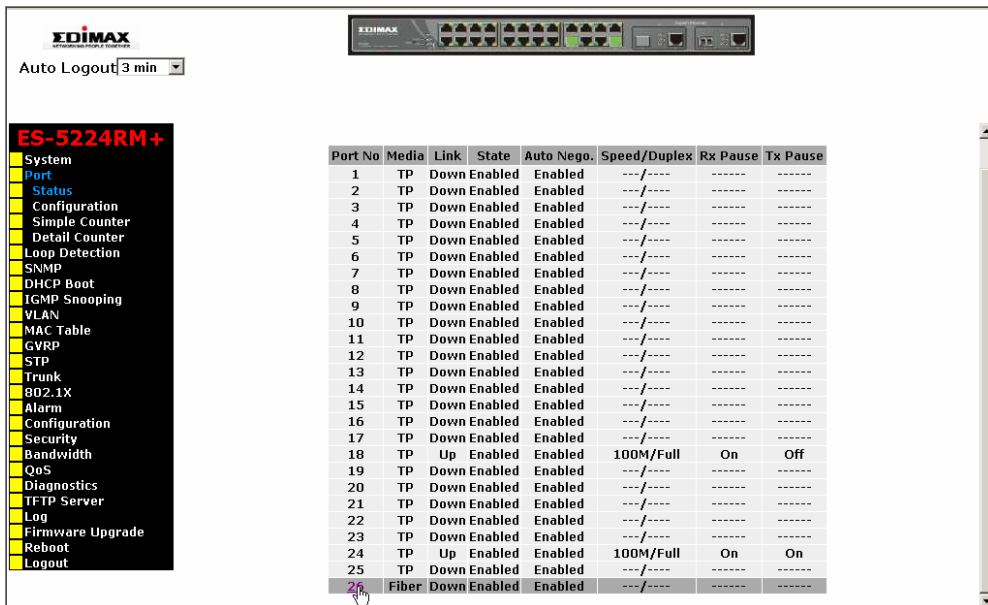 EDIMAX
NETWORKING PEOPLE TOGETHER
Auto Logout 3 min
EDIMAX
ES-5224RM+
System
Port
Status
Configuration
Simple Counter
Detail Counter
Loop Detection
SNMP
DHCP Boot
IGMP Snooping
VLAN
MAC Table
GVRP
STP
Trunk
802.1X
Alarm
Configuration
Security
Bandwidth
QoS
Diagnostics
TFTP Server
Log
Firmware Upgrade
Reboot
Logout
Port No Media Link State Auto Nego. Speed/Duplex Rx Pause Tx Pause
1 TP Down Enabled Enabled ---/---- ------ ------
2 TP Down Enabled Enabled ---/---- ------ ------
3 TP Down Enabled Enabled ---/---- ------ ------
4 TP Down Enabled Enabled ---/---- ------ ------
5 TP Down Enabled Enabled ---/---- ------ ------
6 TP Down Enabled Enabled ---/---- ------ ------
7 TP Down Enabled Enabled ---/---- ------ ------
8 TP Down Enabled Enabled ---/---- ------ ------
9 TP Down Enabled Enabled ---/---- ------ ------
10 TP Down Enabled Enabled ---/---- ------ ------
11 TP Down Enabled Enabled ---/---- ------ ------
12 TP Down Enabled Enabled ---/---- ------ ------
13 TP Down Enabled Enabled ---/---- ------ ------
14 TP Down Enabled Enabled ---/---- ------ ------
15 TP Down Enabled Enabled ---/---- ------ ------
16 TP Down Enabled Enabled ---/---- ------ ------
17 TP Down Enabled Enabled ---/---- ------ ------
18 TP Up Enabled Enabled 100M/Full On Off
19 TP Down Enabled Enabled ---/---- ------ ------
20 TP Down Enabled Enabled ---/---- ------ ------
21 TP Down Enabled Enabled ---/---- ------ ------
22 TP Down Enabled Enabled ---/---- ------ ------
23 TP Down Enabled Enabled ---/---- ------ ------
24 TP Up Enabled Enabled 100M/Full On On
25 TP Down Enabled Enabled ---/---- ------ ------
26 Fiber Down Enabled Enabled ---/---- ------ ------